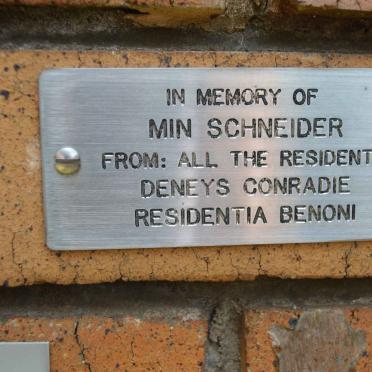 IN MEMORY OF
MIN SCHNEIDER
FROM: ALL THE RESIDENT
DENEYS CONRADIE
RESIDENTIA BENONI